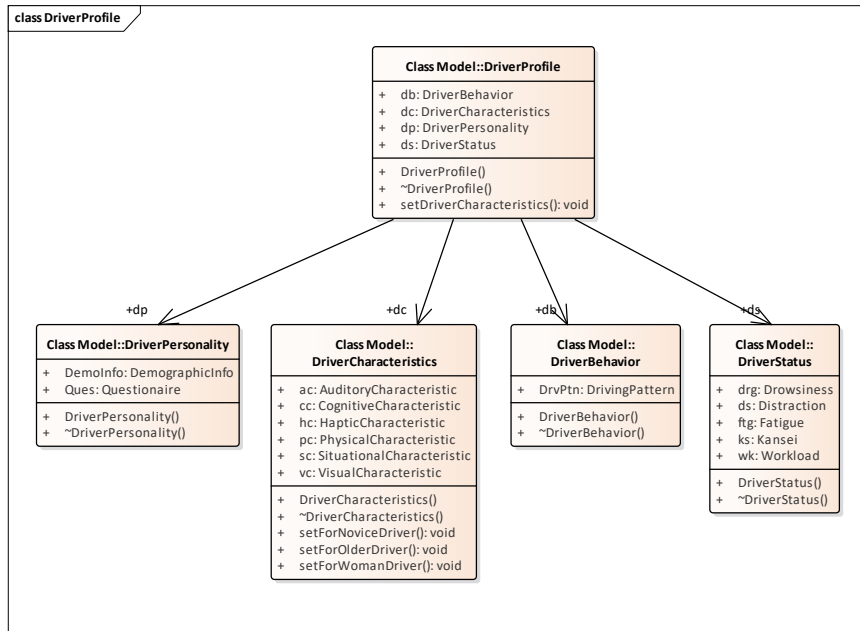 class DriverProfile
Class Model::DriverProfile
+ db: DriverBehavior
+ dc: DriverCharacteristics
+ dp: DriverPersonality
+ ds: DriverStatus
+ DriverProfile()
+ ~DriverProfile()
+ setDriverCharacteristics(): void
+dp
+dc
+db
+ds
Class Model::DriverPersonality
+ DemoInfo: DemographicInfo
+ Ques: Questionaire
+ DriverPersonality()
+ ~DriverPersonality()
Class Model::
DriverCharacteristics
+ ac: AuditoryCharacteristic
+ cc: CognitiveCharacteristic
+ hc: HapticCharacteristic
+ pc: PhysicalCharacteristic
+ sc: SituationalCharacteristic
+ vc: VisualCharacteristic
+ DriverCharacteristics()
+ ~DriverCharacteristics()
+ setForNoviceDriver(): void
+ setForOlderDriver(): void
+ setForWomanDriver(): void
Class Model::
DriverBehavior
+ DrvPtn: DrivingPattern
+ DriverBehavior()
+ ~DriverBehavior()
Class Model::
DriverStatus
+ drg: Drowsiness
+ ds: Distraction
+ ftg: Fatigue
+ ks: Kansei
+ wk: Workload
+ DriverStatus()
+ ~DriverStatus()